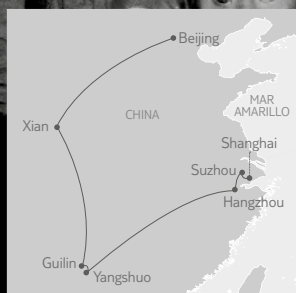 Beijing
CHINA
MAR
AMARILLO
Xian
Shanghai
Suzhou
Hangzhou
Guilin
Yangshuo